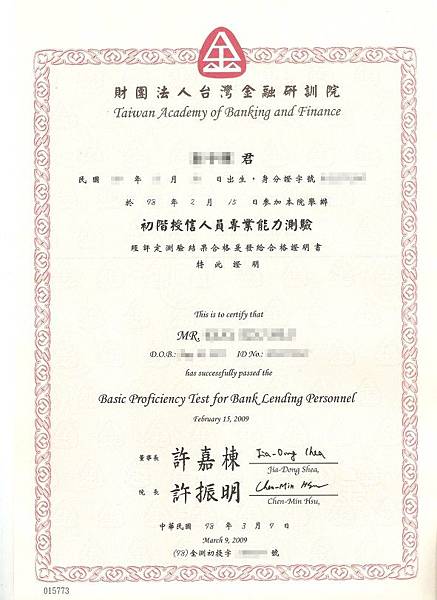 財團法人台灣金融研訓院
Taiwan Academy of Banking and Finance
君
民國 年 月 日出生，身分證字號
於 98 年 2 月 15 日參加本院舉辦
初階授信人員專業能力測驗
經評定測驗結果合格爰發給合格證明書
特此證明
This is to certify that
MR.
D.O.B.: ID No.:
has successfully passed the
Basic Proficiency Test for Bank Lending Personnel
February 15, 2009
董事長 許嘉棟 Jia-Dong Shea
Jia-Dong Shea,
院長 許振明 Chen-Min Hsu
Chen-Min Hsu,
中華民國 98 年 3 月 9 日
March 9, 2009
(98)金測初授字 號
015773